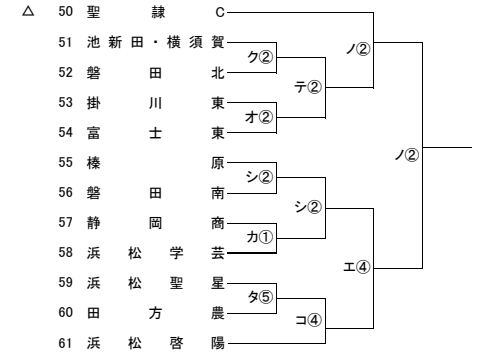 △ 50 聖隷C
51 池新田・横須賀
ノ②
ク②
52 磐田北
テ②
53 掛川東
オ②
54 富士東
ノ②
55 榛原
シ②
56 磐田南
シ②
57 静岡商
カ①
58 浜松学芸
エ④
59 浜松聖星
タ⑤
60 田方農
コ④
61 浜松啓陽